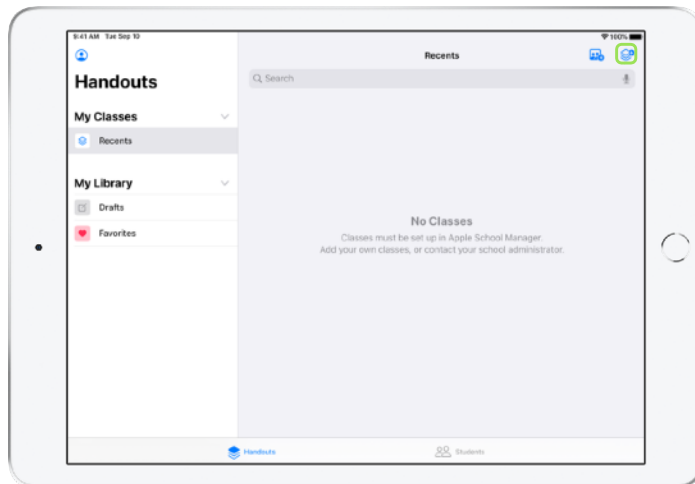 9:41 AM Tue Sep 10
100%
Recents
Handouts
Search
My Classes
Recents
My Library
Drafts
Favorites
No Classes
Classes must be set up in Apple School Manager.
Add your own classes, or contact your school administrator.
Handouts
Students